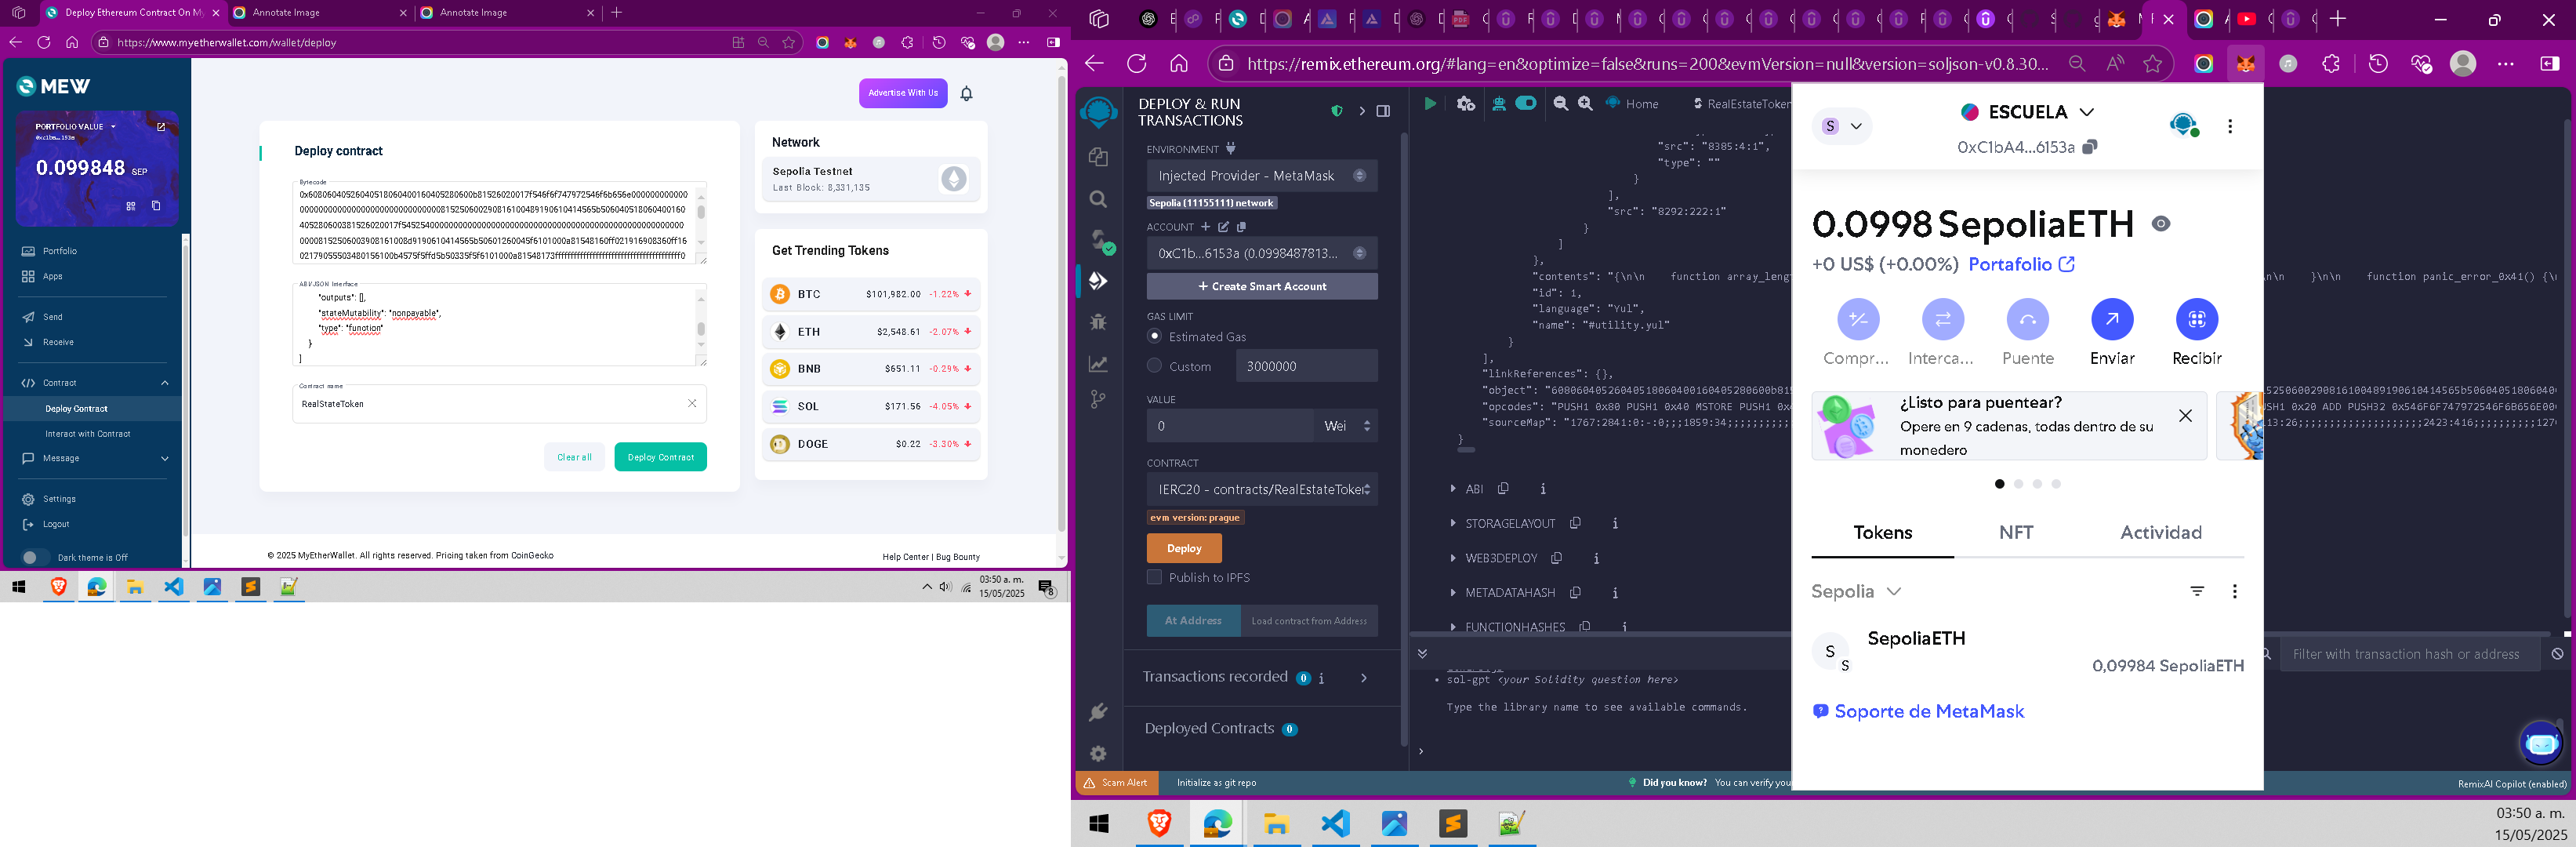 Deploy Ethereum Contract On My
Annotate Image
Annotate Image
https://www.myetherwallet.com/wallet/deploy
MEW
PORTFOLIO VALUE
0.099848 SEP
Portfolio
Apps
Send
Receive
Contract
Deploy Contract
Interact with Contract
Message
Settings
Logout
Dark theme is Off
Advertise With Us
Deploy contract
Bytecode
ABI/JSON Interface
"outputs": [],
"stateMutability": "nonpayable",
"type": "function"
}
]
Contract name
RealStateToken
Clear all
Deploy Contract
Network
Sepolia Testnet
Last Block: 8,331,135
Get Trending Tokens
BTC $101,982.00 -1.22%
ETH $2,548.61 -2.07%
BNB $651.11 -0.29%
SOL $171.56 -4.05%
DOGE $0.22 -3.30%
© 2025 MyEtherWallet. All rights reserved. Pricing taken from CoinGecko
Help Center | Bug Bounty
03:50 a. m.
15/05/2025
8
https://remix.ethereum.org/#lang=en&optimize=false&runs=200&evmVersion=null&version=soljson-v0.8.30...
DEPLOY & RUN
TRANSACTIONS
ENVIRONMENT
Injected Provider - MetaMask
Sepolia (11155111) network
ACCOUNT
0xC1b...6153a (0.0998487813...
+ Create Smart Account
GAS LIMIT
Estimated Gas
Custom
3000000
VALUE
0
Wei
CONTRACT
IERC20 - contracts/RealEstateToken
evm version: prague
Deploy
Publish to IPFS
At Address
Load contract from Address
Transactions recorded 0 i
Deployed Contracts 0
Home
RealEstateToken
"src": "8385:4:1",
"type": ""
}
],
"src": "8292:222:1"
}
]
},
"contents": "{\n\n    function array_leng
\n\n    }\n\n    function panic_error_0x41() {\
"id": 1,
"language": "Yul",
"name": "#utility.yul"
}
],
"linkReferences": {},
"sourceMap": "1767:2841:0:-:0;;;1859:34;;;;;;;;;;
}
ABI
STORAGELAYOUT
WEB3DEPLOY
METADATAHASH
FUNCTIONHASHES
sol-gpt <your Solidity question here>
Type the library name to see available commands.
>
Filter with transaction hash or address
Scam Alert
Initialize as git repo
Did you know? You can verify you
RemixAI Copilot (enabled)
S
ESCUELA
0xC1bA4...6153a
0.0998 SepoliaETH
+0 US$ (+0.00%) Portafolio
Compr...
Interca...
Puente
Enviar
Recibir
¿Listo para puentear?
Opere en 9 cadenas, todas dentro de su
monedero
Tokens
NFT
Actividad
Sepolia
S
S
SepoliaETH
0,09984 SepoliaETH
Soporte de MetaMask
03:50 a. m.
15/05/2025